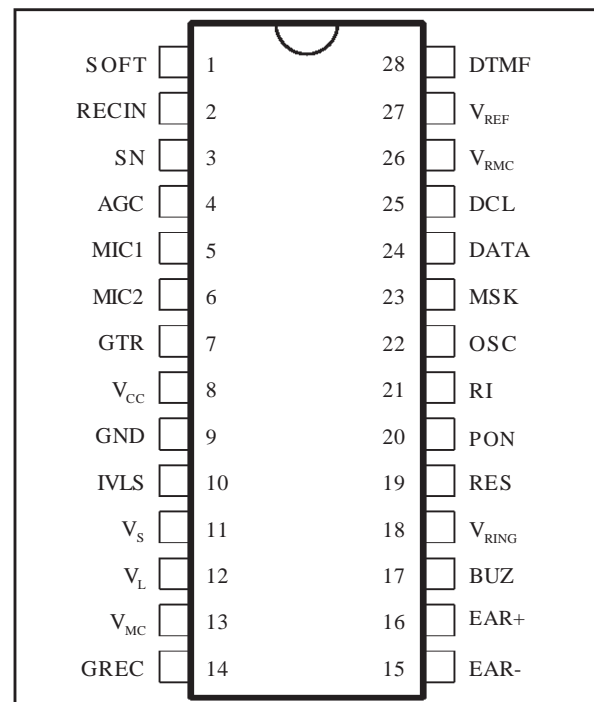 SOFT 1 28 DTMF
RECIN 2 27 VREF
SN 3 26 VRMC
AGC 4 25 DCL
MIC1 5 24 DATA
MIC2 6 23 MSK
GTR 7 22 OSC
VCC 8 21 RI
GND 9 20 PON
IVLS 10 19 RES
VS 11 18 VRING
VL 12 17 BUZ
VMC 13 16 EAR+
GREC 14 15 EAR-